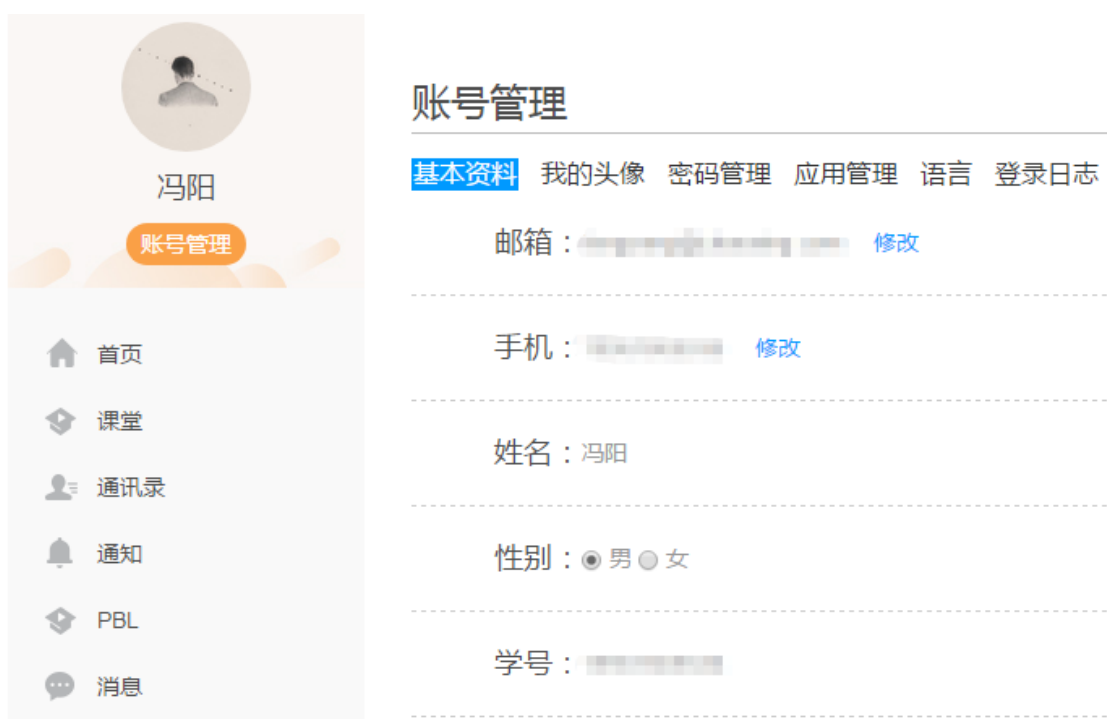 冯阳
账号管理
首页
课堂
通讯录
通知
PBL
消息
账号管理
基本资料 我的头像 密码管理 应用管理 语言 登录日志
邮箱： 修改
手机： 修改
姓名：冯阳
性别：男 女
学号：